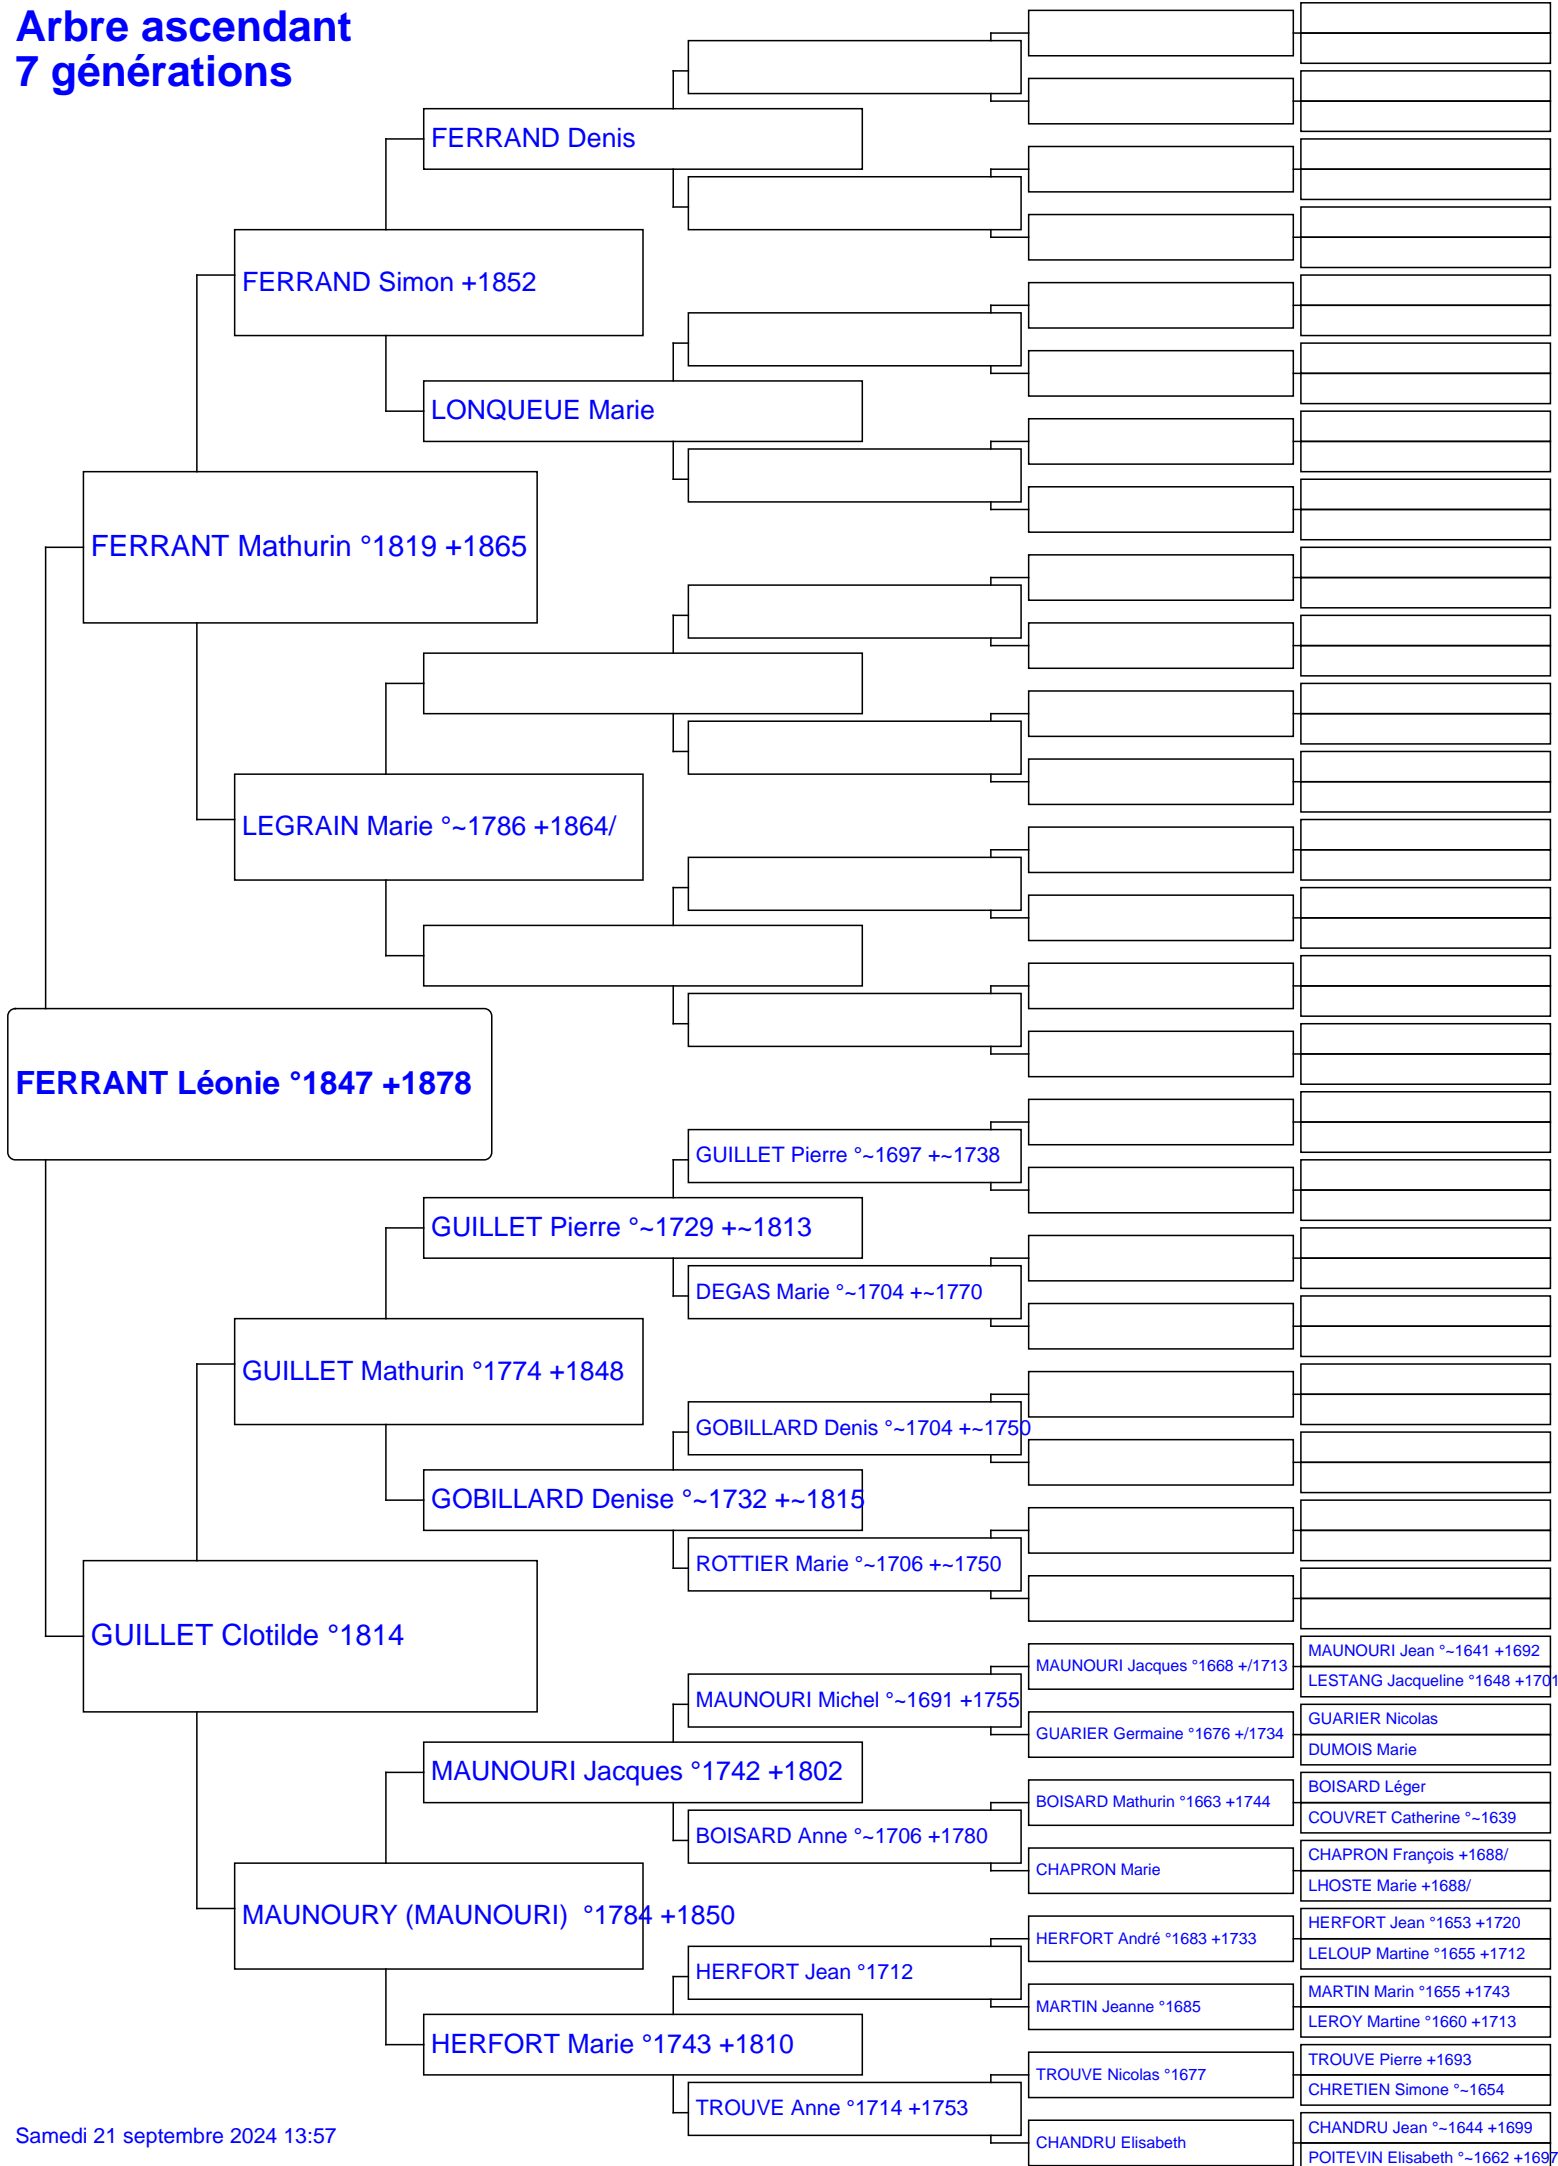 Arbre ascendant
7 générations
FERRAND Denis
FERRAND Simon +1852
LONQUEUE Marie
FERRANT Mathurin °1819 +1865
LEGRAIN Marie °~1786 +1864/
FERRANT Léonie °1847 +1878
GUILLET Pierre °~1697 +~1738
GUILLET Pierre °~1729 +~1813
DEGAS Marie °~1704 +~1770
GUILLET Mathurin °1774 +1848
GOBILLARD Denis °~1704 +~1750
GOBILLARD Denise °~1732 +~1815
ROTTIER Marie °~1706 +~1750
GUILLET Clotilde °1814
MAUNOURI Jean °~1641 +1692
MAUNOURI Jacques °1668 +/1713
LESTANG Jacqueline °1648 +1701
MAUNOURI Michel °~1691 +1755
GUARIER Nicolas
GUARIER Germaine °1676 +/1734
DUMOIS Marie
MAUNOURI Jacques °1742 +1802
BOISARD Léger
BOISARD Mathurin °1663 +1744
COUVRET Catherine °~1639
BOISARD Anne °~1706 +1780
CHAPRON François +1688/
CHAPRON Marie
LHOSTE Marie +1688/
MAUNOURY (MAUNOURI)  °1784 +1850
HERFORT Jean °1653 +1720
HERFORT André °1683 +1733
LELOUP Martine °1655 +1712
HERFORT Jean °1712
MARTIN Marin °1655 +1743
MARTIN Jeanne °1685
LEROY Martine °1660 +1713
HERFORT Marie °1743 +1810
TROUVE Pierre +1693
TROUVE Nicolas °1677
CHRETIEN Simone °~1654
TROUVE Anne °1714 +1753
CHANDRU Jean °~1644 +1699
CHANDRU Elisabeth
POITEVIN Elisabeth °~1662 +1697
Samedi 21 septembre 2024 13:57